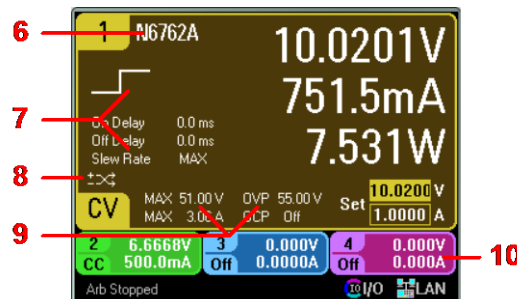 1 N6762A
10.0201V
751.5mA
7.531W
On Delay 0.0 ms
Off Delay 0.0 ms
Slew Rate MAX
CV
MAX 51.00 V OVP 55.00 V
MAX 3.06 A OCP Off
Set 10.0200 V
1.0000 A
2 6.6668V
CC 500.0mA
3 0.000V
Off 0.0000A
4 0.000V
Off 0.000A
Arb Stopped
IO I/O LAN
6
7
8
9
10